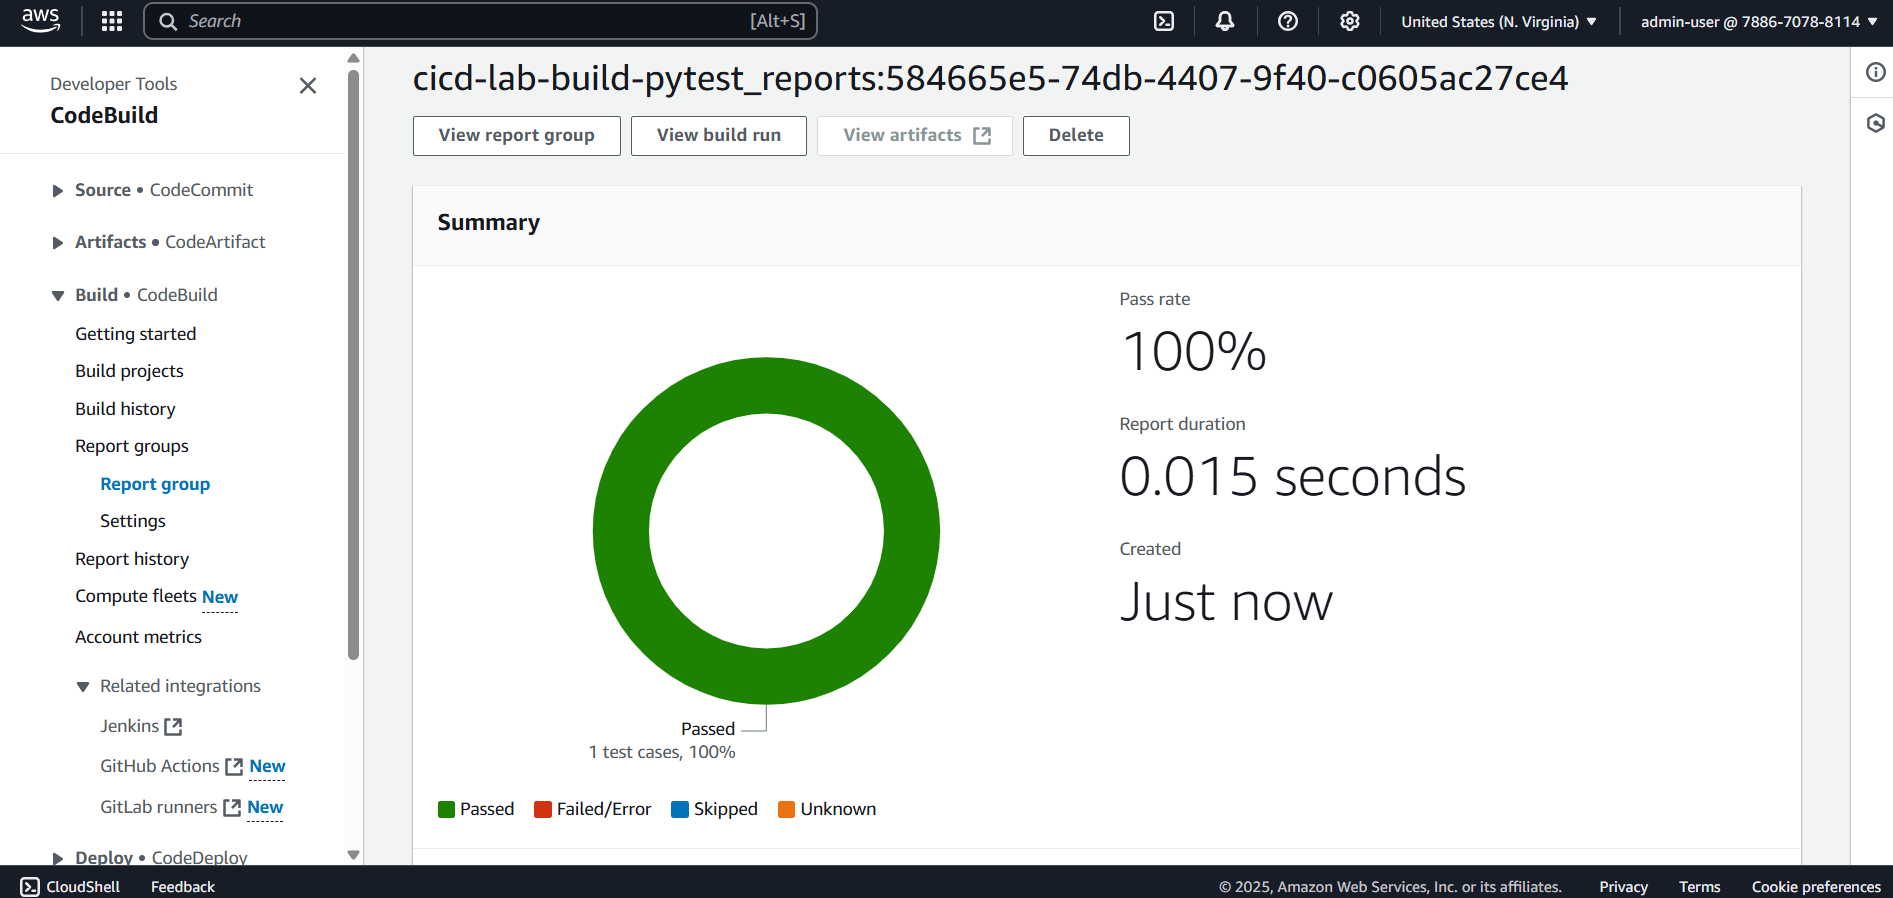 aws
Search [Alt+S]
United States (N. Virginia)
admin-user @ 7886-7078-8114
Developer Tools
CodeBuild
Source • CodeCommit
Artifacts • CodeArtifact
Build • CodeBuild
Getting started
Build projects
Build history
Report groups
Report group
Settings
Report history
Compute fleets New
Account metrics
Related integrations
Jenkins
GitHub Actions New
GitLab runners New
Deploy • CodeDeploy
cicd-lab-build-pytest_reports:584665e5-74db-4407-9f40-c0605ac27ce4
View report group
View build run
View artifacts
Delete
Summary
Passed
1 test cases, 100%
Passed
Failed/Error
Skipped
Unknown
Pass rate
100%
Report duration
0.015 seconds
Created
Just now
CloudShell
Feedback
© 2025, Amazon Web Services, Inc. or its affiliates.
Privacy
Terms
Cookie preferences